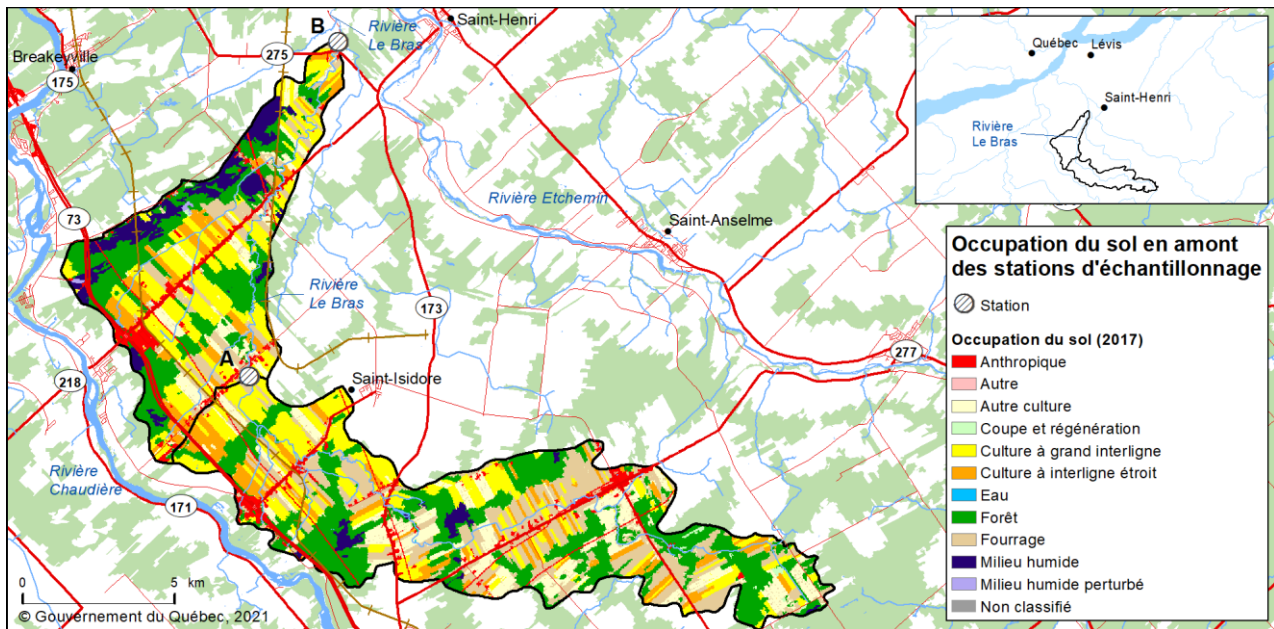 B
Rivière
Le Bras
Saint-Henri
275
Breakeyville
175
Québec
Lévis
Saint-Henri
Rivière
Le Bras
Rivière Etchemin
Saint-Anselme
73
Rivière
Le Bras
173
A
218
Saint-Isidore
277
Rivière
Chaudière
171
Occupation du sol en amont
des stations d'échantillonnage
Station
Occupation du sol (2017)
Anthropique
Autre
Autre culture
Coupe et régénération
Culture à grand interligne
Culture à interligne étroit
Eau
Forêt
Fourrage
Milieu humide
Milieu humide perturbé
Non classifié
0 5 km
© Gouvernement du Québec, 2021